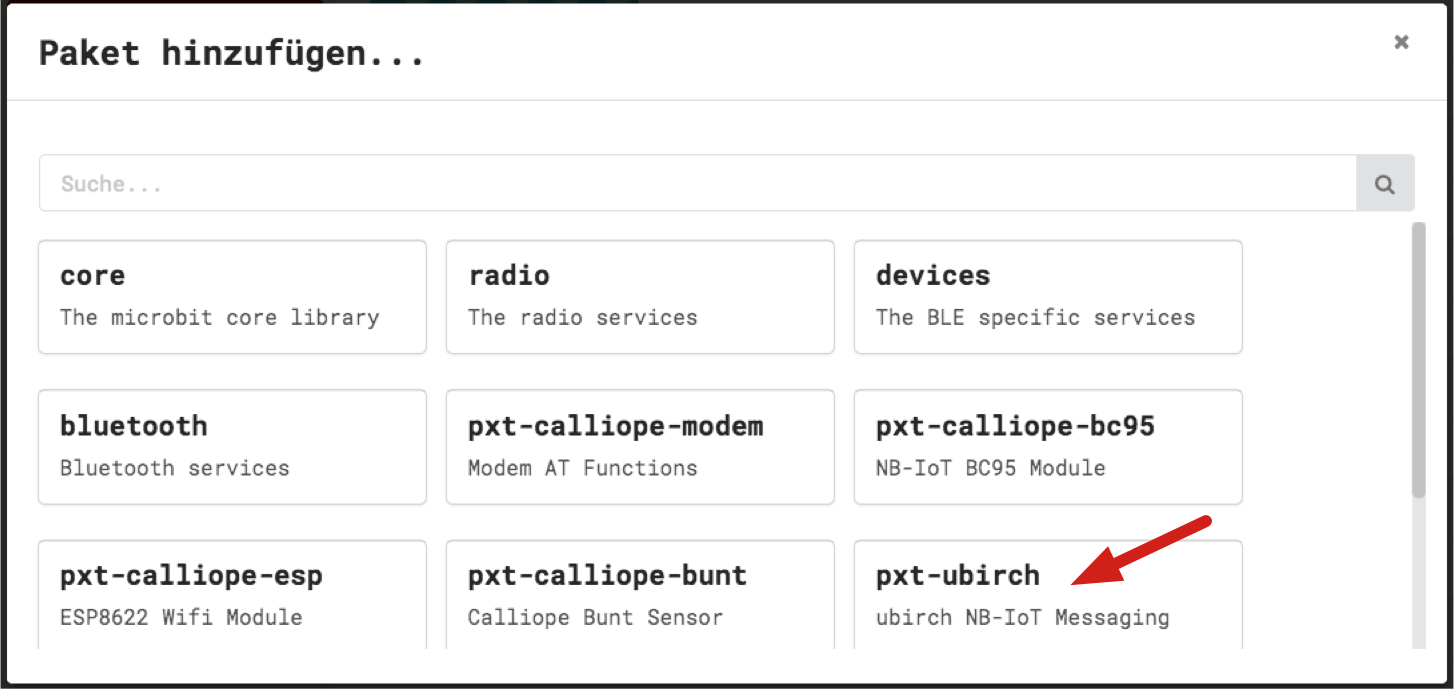 Paket hinzufügen...
Suche...
core
The microbit core library
radio
The radio services
devices
The BLE specific services
bluetooth
Bluetooth services
pxt-calliope-modem
Modem AT Functions
pxt-calliope-bc95
NB-IoT BC95 Module
pxt-calliope-esp
ESP8622 Wifi Module
pxt-calliope-bunt
Calliope Bunt Sensor
pxt-ubirch
ubirch NB-IoT Messaging